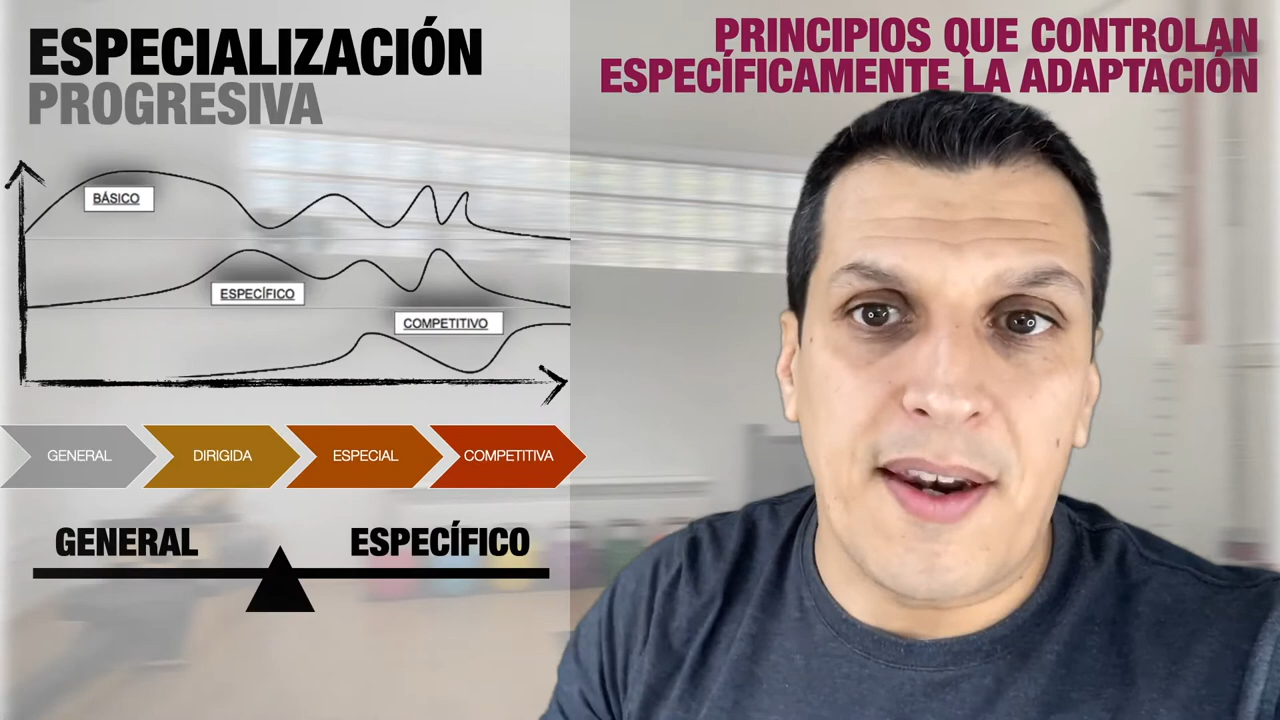 ESPECIALIZACIÓN
PROGRESIVA
PRINCIPIOS QUE CONTROLAN
ESPECÍFICAMENTE LA ADAPTACIÓN
BÁSICO
ESPECÍFICO
COMPETITIVO
GENERAL
DIRIGIDA
ESPECIAL
COMPETITIVA
GENERAL
ESPECÍFICO